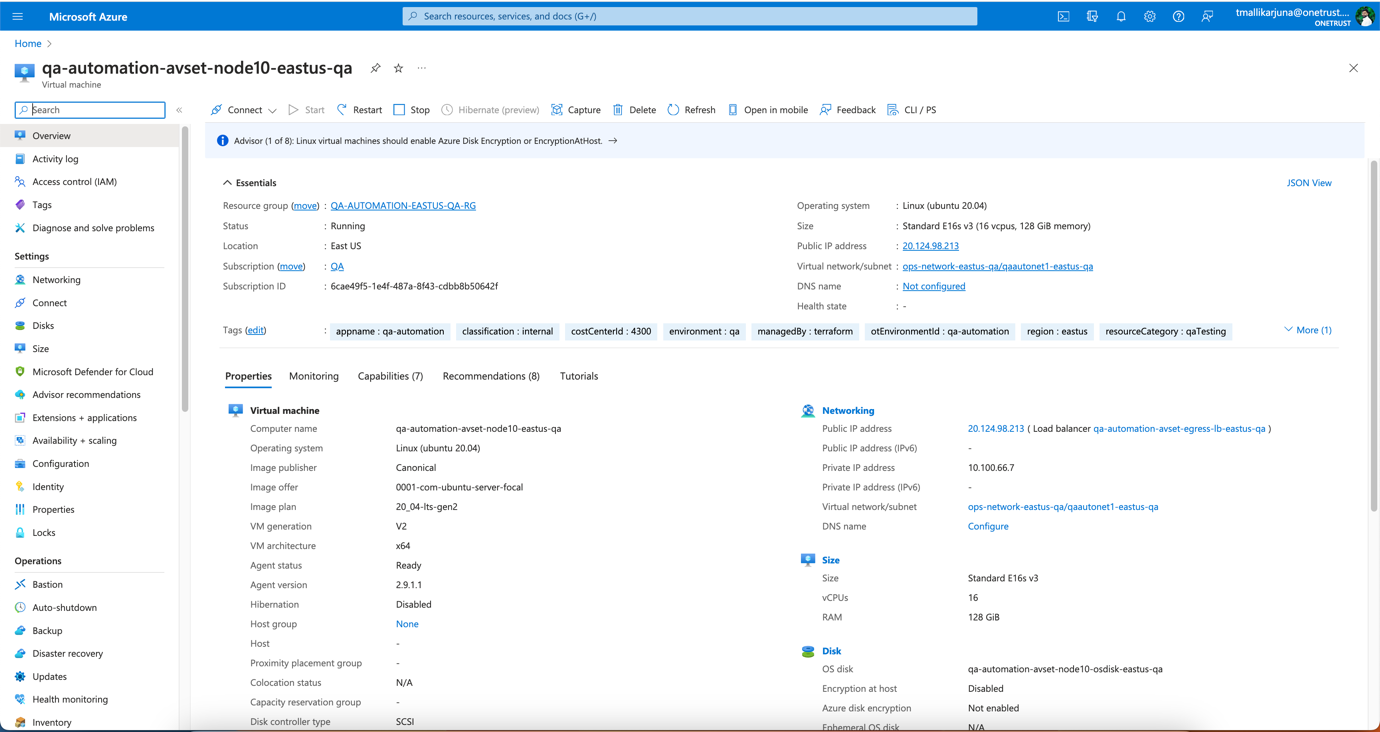 Microsoft Azure
Search resources, services, and docs (G+/)
tmallikarjuna@onetrust....
ONETRUST
Home
qa-automation-avset-node10-eastus-qa
Virtual machine
Search
Connect Start Restart Stop Hibernate (preview) Capture Delete Refresh Open in mobile Feedback CLI / PS
Advisor (1 of 8): Linux virtual machines should enable Azure Disk Encryption or EncryptionAtHost.
Overview
Activity log
Access control (IAM)
Tags
Diagnose and solve problems
Settings
Networking
Connect
Disks
Size
Microsoft Defender for Cloud
Advisor recommendations
Extensions + applications
Availability + scaling
Configuration
Identity
Properties
Locks
Operations
Bastion
Auto-shutdown
Backup
Disaster recovery
Updates
Health monitoring
Inventory
Essentials
JSON View
Resource group (move) : QA-AUTOMATION-EASTUS-QA-RG
Status : Running
Location : East US
Subscription (move) : QA
Subscription ID : 6cae49f5-1e4f-487a-8f43-cdbb8b50642f
Operating system : Linux (ubuntu 20.04)
Size : Standard E16s v3 (16 vcpus, 128 GiB memory)
Public IP address : 20.124.98.213
Virtual network/subnet : ops-network-eastus-qa/qaautonet1-eastus-qa
DNS name : Not configured
Health state : -
Tags (edit) : appname : qa-automation classification : internal costCenterId : 4300 environment : qa managedBy : terraform otEnvironmentId : qa-automation region : eastus resourceCategory : qaTesting More (1)
Properties Monitoring Capabilities (7) Recommendations (8) Tutorials
Virtual machine
Computer name qa-automation-avset-node10-eastus-qa
Operating system Linux (ubuntu 20.04)
Image publisher Canonical
Image offer 0001-com-ubuntu-server-focal
Image plan 20_04-lts-gen2
VM generation V2
VM architecture x64
Agent status Ready
Agent version 2.9.1.1
Hibernation Disabled
Host group None
Host -
Proximity placement group -
Colocation status N/A
Capacity reservation group -
Disk controller type SCSI
Networking
Public IP address 20.124.98.213 ( Load balancer qa-automation-avset-egress-lb-eastus-qa )
Public IP address (IPv6) -
Private IP address 10.100.66.7
Private IP address (IPv6) -
Virtual network/subnet ops-network-eastus-qa/qaautonet1-eastus-qa
DNS name Configure
Size
Size Standard E16s v3
vCPUs 16
RAM 128 GiB
Disk
OS disk qa-automation-avset-node10-osdisk-eastus-qa
Encryption at host Disabled
Azure disk encryption Not enabled
Ephemeral OS disk N/A